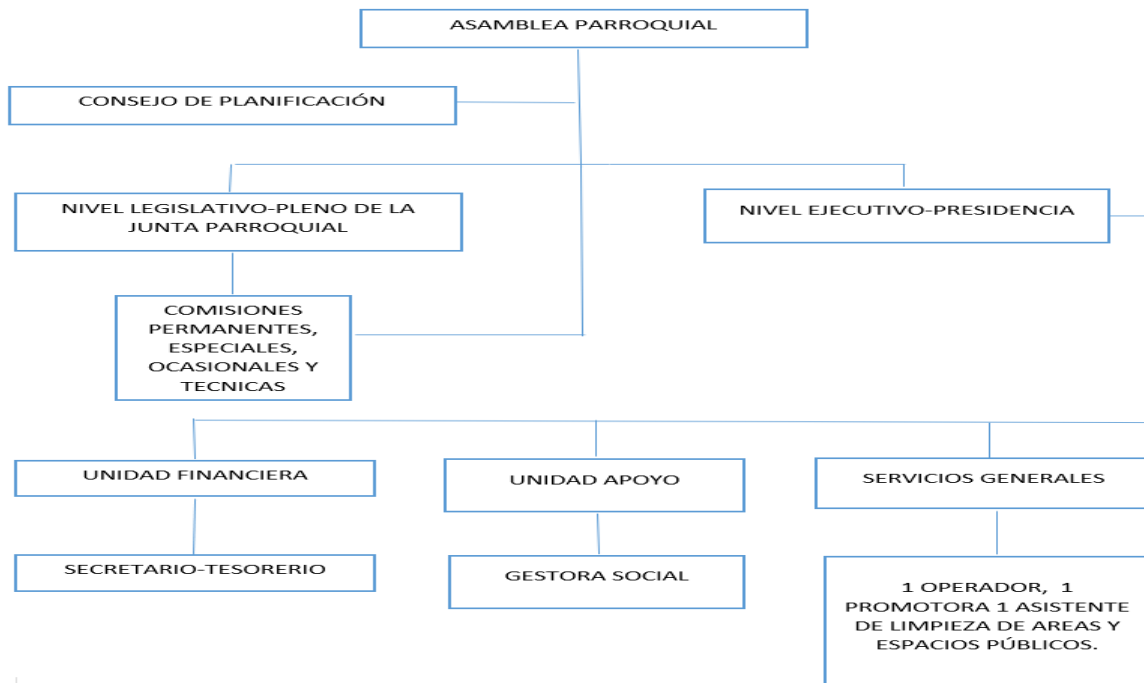 ASAMBLEA PARROQUIAL
CONSEJO DE PLANIFICACIÓN
NIVEL LEGISLATIVO-PLENO DE LA
JUNTA PARROQUIAL
NIVEL EJECUTIVO-PRESIDENCIA
COMISIONES
PERMANENTES,
ESPECIALES,
OCASIONALES Y
TECNICAS
UNIDAD FINANCIERA
UNIDAD APOYO
SERVICIOS GENERALES
SECRETARIO-TESORERIO
GESTORA SOCIAL
1 OPERADOR, 1
PROMOTORA 1 ASISTENTE
DE LIMPIEZA DE AREAS Y
ESPACIOS PÚBLICOS.